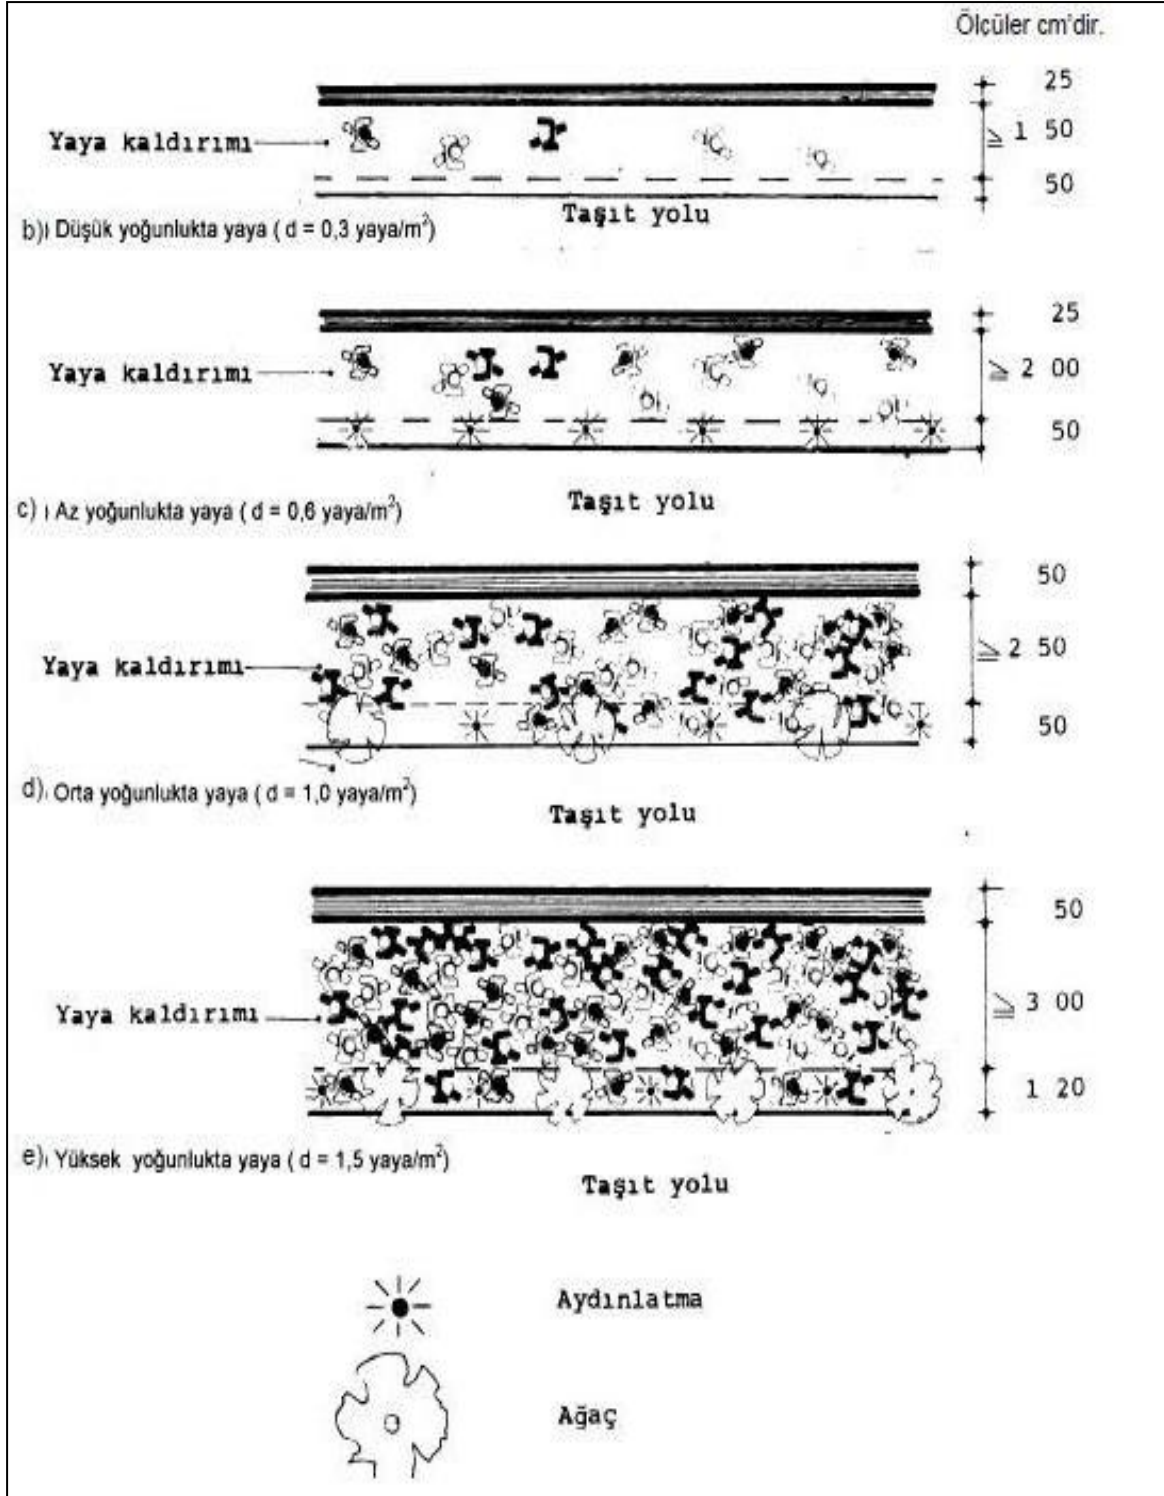 Ölçüler cm'dir.
25
Yaya kaldırımı
≧ 1 50
50
Taşıt yolu
b) Düşük yoğunlukta yaya ( d = 0,3 yaya/m²)
25
Yaya kaldırımı
≧ 2 00
50
Taşıt yolu
c) Az yoğunlukta yaya ( d = 0,6 yaya/m²)
50
Yaya kaldırımı
≧ 2 50
50
d) Orta yoğunlukta yaya ( d = 1,0 yaya/m²)
Taşıt yolu
50
Yaya kaldırımı
≧ 3 00
1 20
e) Yüksek yoğunlukta yaya ( d = 1,5 yaya/m²)
Taşıt yolu
Aydınlatma
Ağaç